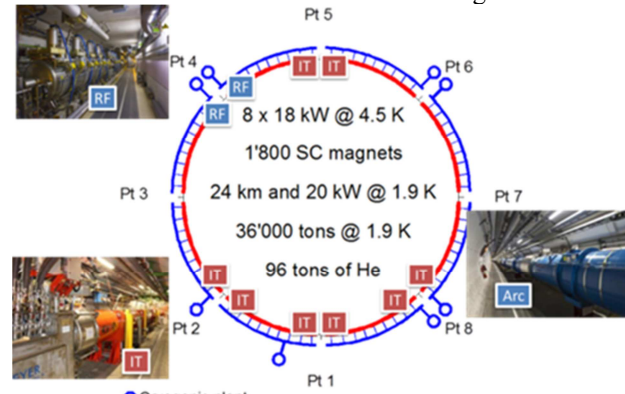 Pt 5
IT IT
Pt 4
Pt 6
RF
RF
RF
8 x 18 kW @ 4.5 K
1'800 SC magnets
Pt 3
24 km and 20 kW @ 1.9 K
Pt 7
36'000 tons @ 1.9 K
96 tons of He
IT
IT
IT
IT
Arc
Pt 2
IT IT
Pt 8
IT
Pt 1